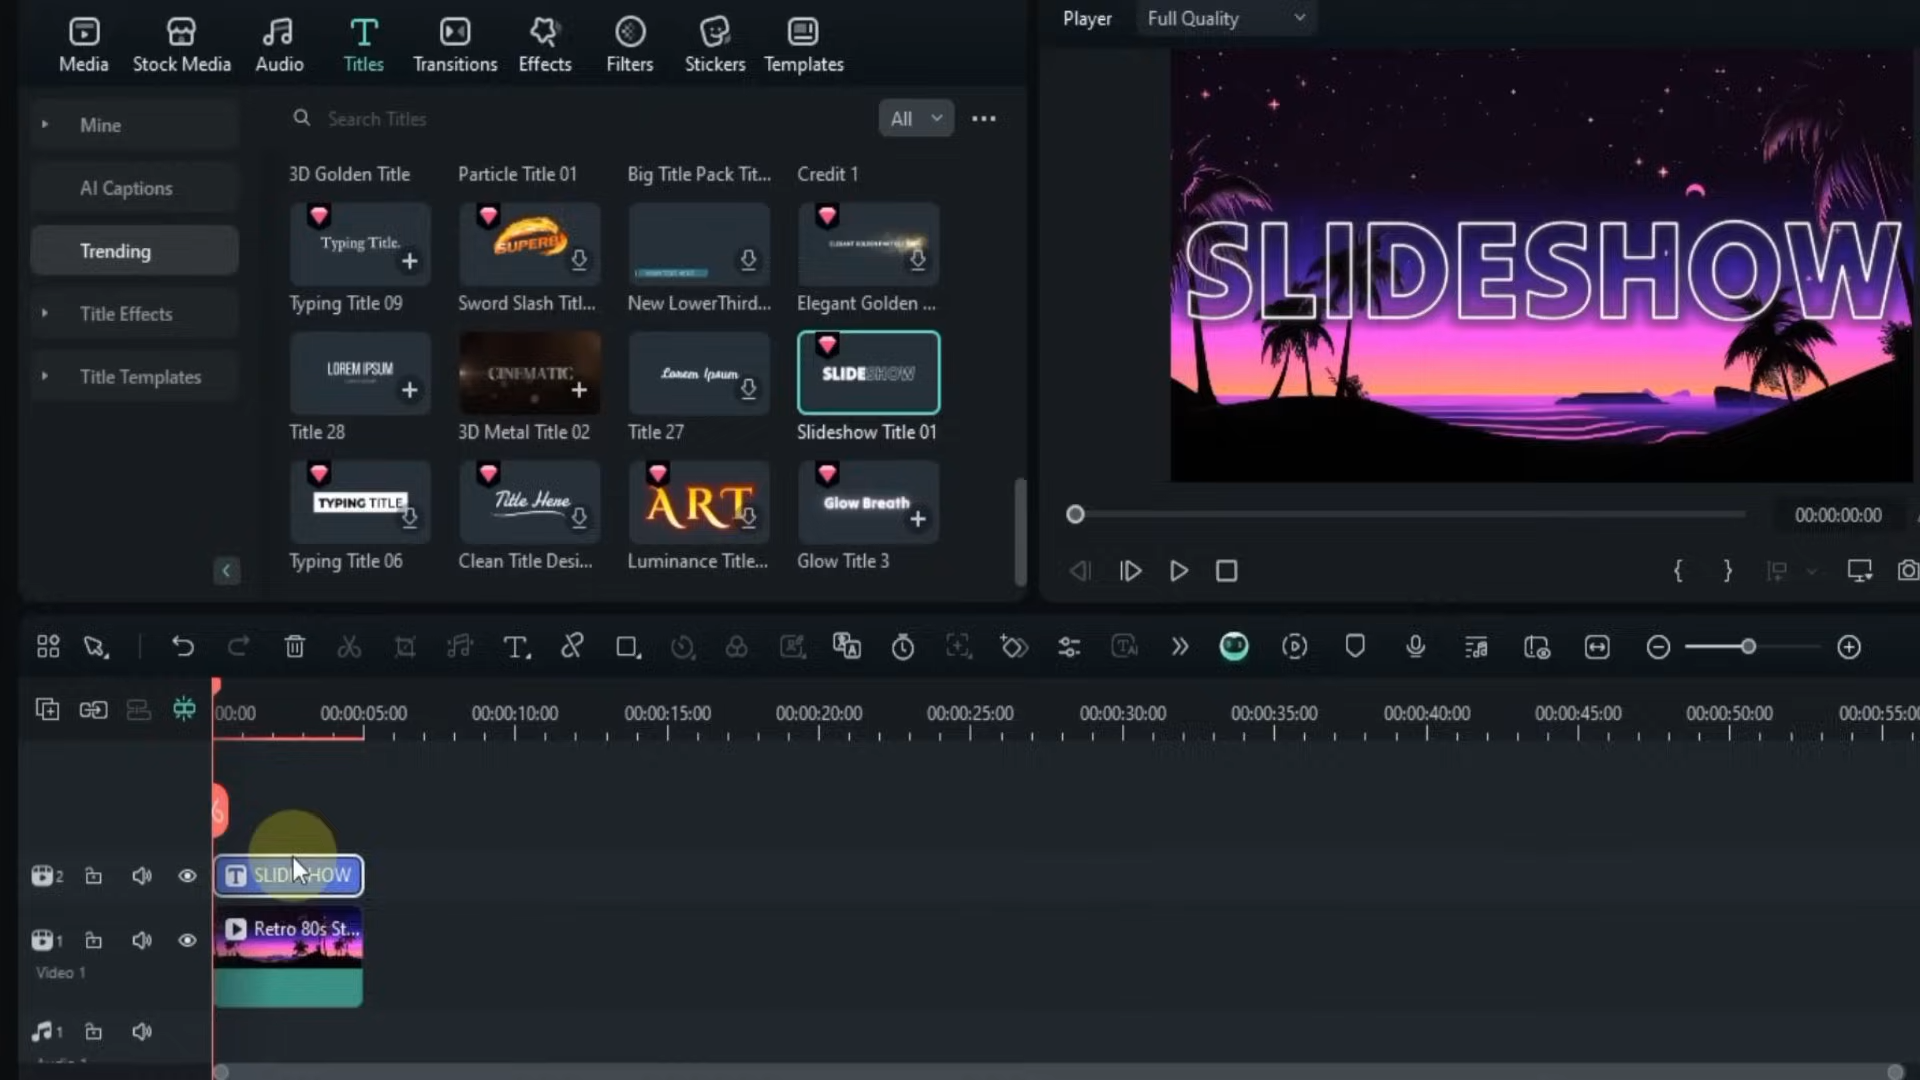 Media Stock Media Audio Titles Transitions Effects Filters Stickers Templates
Player Full Quality
Mine
AI Captions
Trending
Title Effects
Title Templates
Search Titles All
3D Golden Title Particle Title 01 Big Title Pack Tit... Credit 1
Typing Title.
SUPERB
Typing Title 09 Sword Slash Titl... New LowerThird... Elegant Golden ...
LOREM IPSUM
CINEMATIC
Lorem Ipsum
SLIDESHOW
Title 28 3D Metal Title 02 Title 27 Slideshow Title 01
TYPING TITLE
Title Here
ART
Glow Breath
Typing Title 06 Clean Title Desi... Luminance Title... Glow Title 3
SLIDESHOW
00:00:00:00
00:00 00:00:05:00 00:00:10:00 00:00:15:00 00:00:20:00 00:00:25:00 00:00:30:00 00:00:35:00 00:00:40:00 00:00:45:00 00:00:50:00 00:00:55:00
2
SLIDESHOW
1
Retro 80s St...
Video 1
1